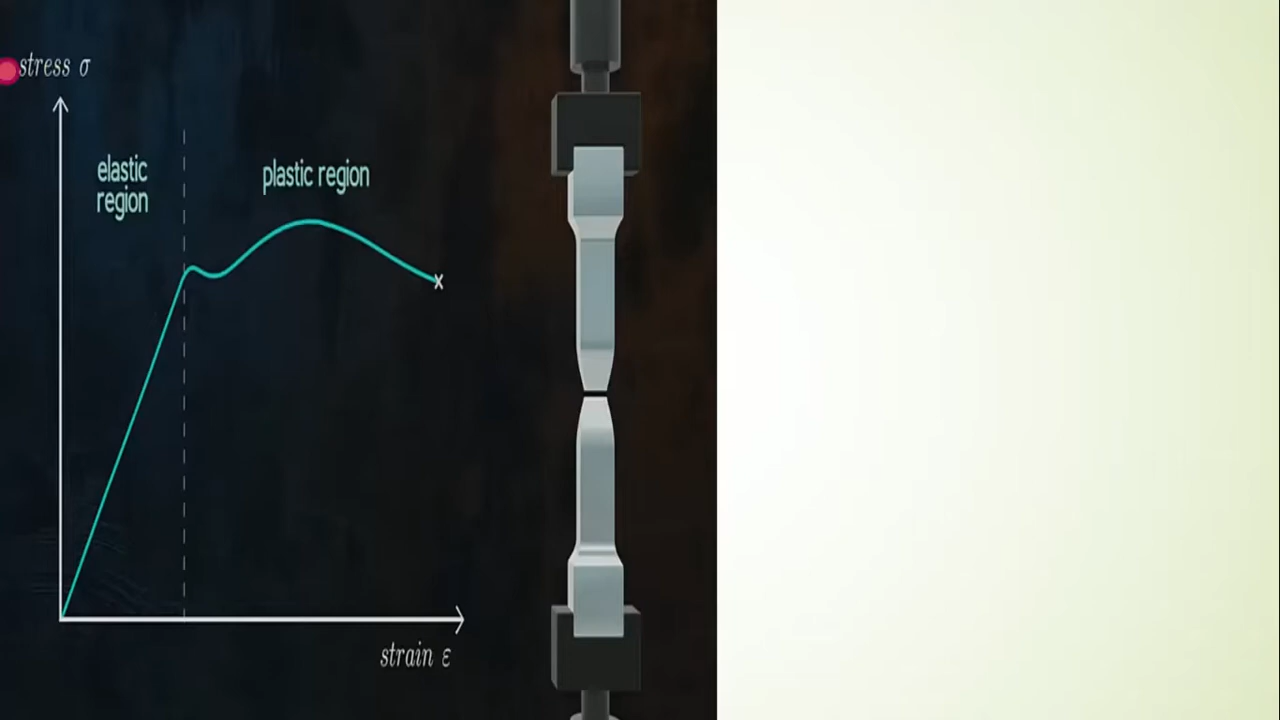 stress σ
elastic
region
plastic region
strain ε